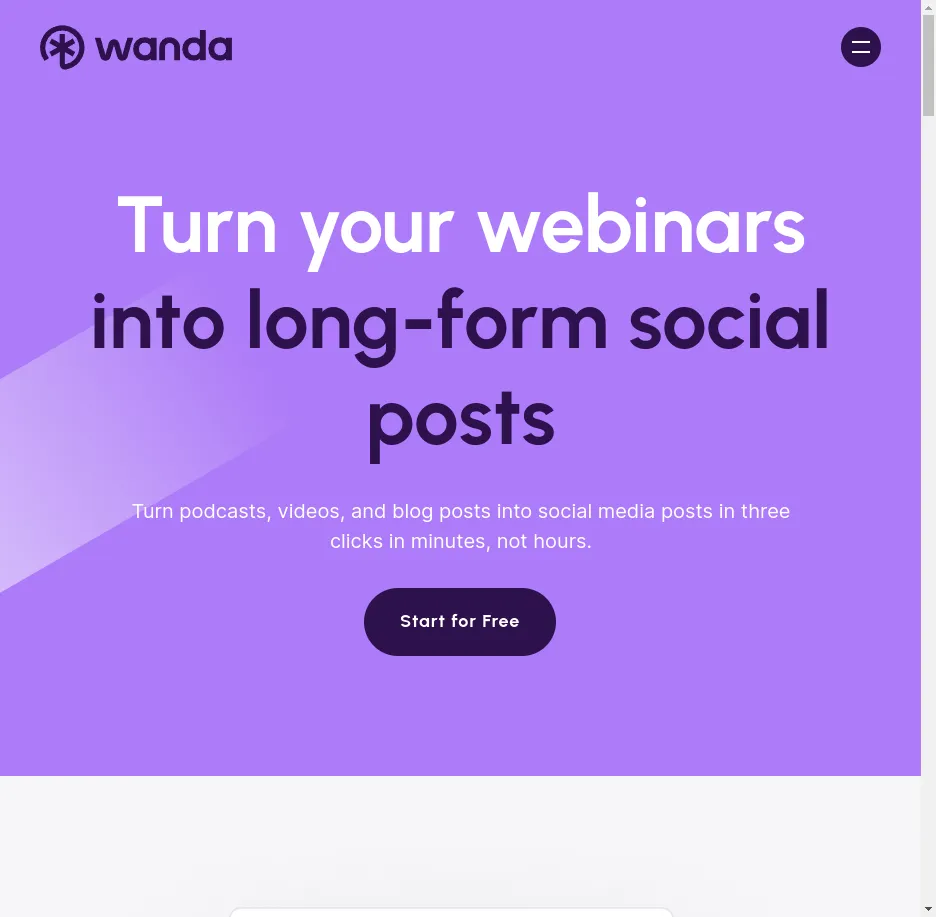 wanda
Turn your webinars
into long-form social
posts
Turn podcasts, videos, and blog posts into social media posts in three
clicks in minutes, not hours.
Start for Free